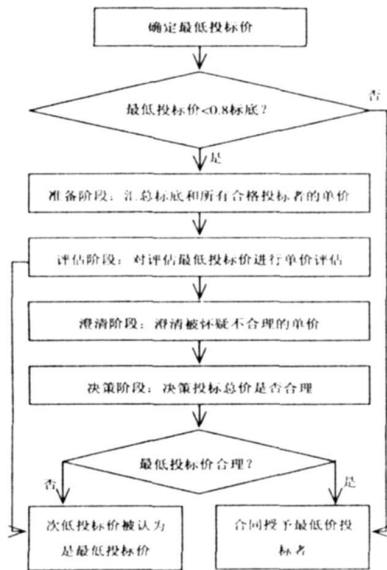 确定最低投标价
最低投标价<0.8标底?
否
是
准备阶段:汇总标底和所有合格投标者的单价
评估阶段:对评估最低投标价进行单价评估
澄清阶段:澄清被怀疑不合理的单价
决策阶段:决策投标总价是否合理
最低投标价合理?
否
是
次低投标价被认为
是最低投标价
合同授予最低价投
标者